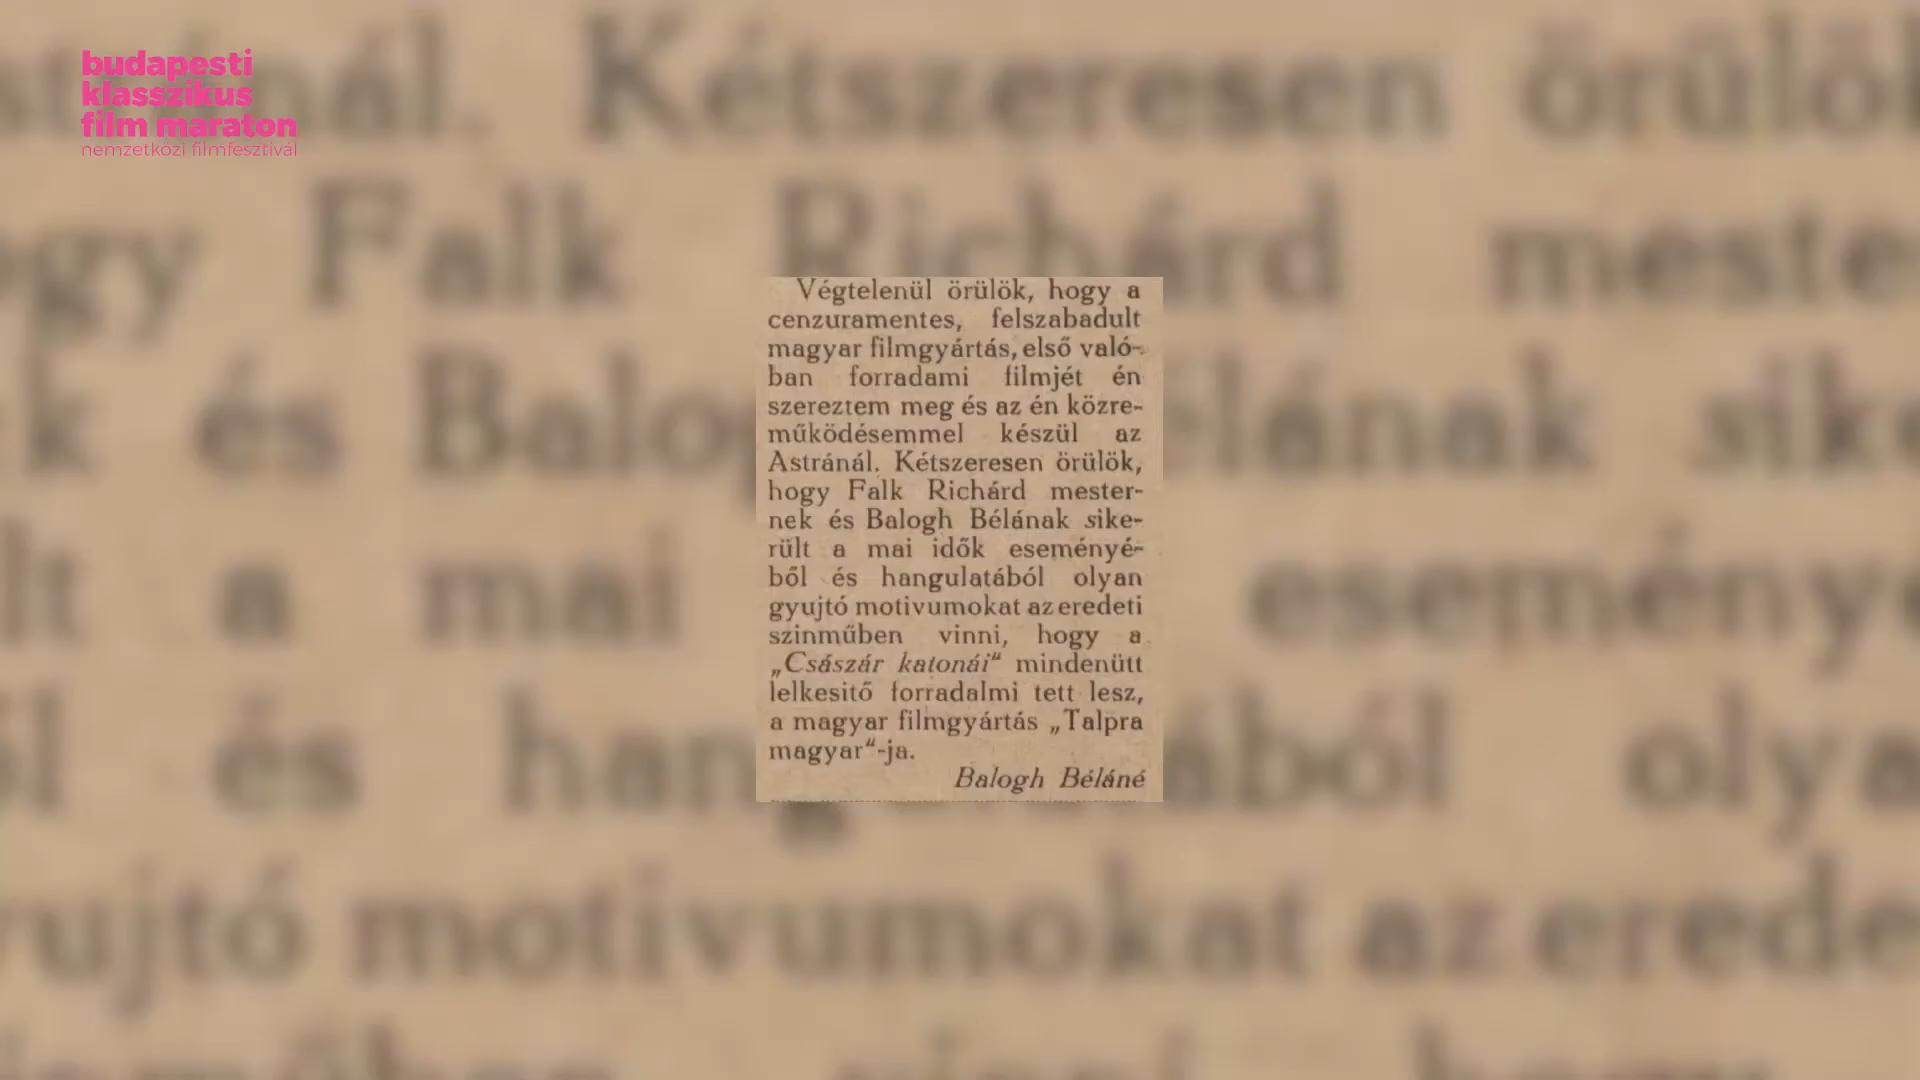 budapesti
klasszikus
film maraton
nemzetközi filmfesztivál
Végtelenül örülök, hogy a
cenzuramentes, felszabadult
magyar filmgyártás, első való-
ban forradami filmjét én
szereztem meg és az én közre-
működésemmel készül az
Astránál. Kétszeresen örülök,
hogy Falk Richárd mester-
nek és Balogh Bélának sike-
rült a mai idők eseményé-
ből és hangulatából olyan
gyujtó motivumokat az eredeti
szinműben vinni, hogy a
„Császár katonái“ mindenütt
lelkesitő forradalmi tett lesz,
a magyar filmgyártás „Talpra
magyar“-ja.
Balogh Béláné